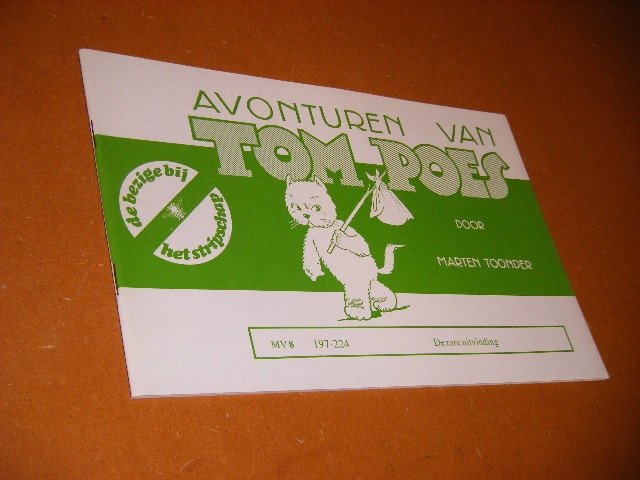 AVONTUREN VAN
TOM POES
de bezige bij
het stripschap
DOOR
MARTEN TOONDER
MV 8 197-224 De rare uitvinding